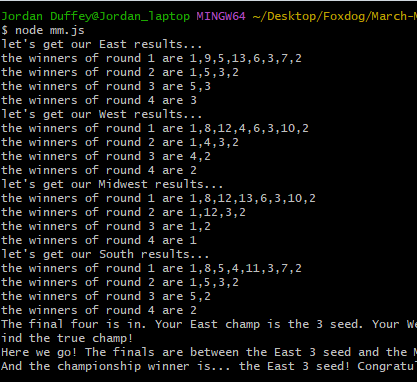 Jordan Duffey@Jordan_laptop MINGW64 ~/Desktop/Foxdog/March-
$ node mm.js
let's get our East results...
the winners of round 1 are 1,9,5,13,6,3,7,2
the winners of round 2 are 1,5,3,2
the winners of round 3 are 5,3
the winners of round 4 are 3
let's get our West results...
the winners of round 1 are 1,8,12,4,6,3,10,2
the winners of round 2 are 1,4,3,2
the winners of round 3 are 4,2
the winners of round 4 are 2
let's get our Midwest results...
the winners of round 1 are 1,8,12,13,6,3,10,2
the winners of round 2 are 1,12,3,2
the winners of round 3 are 1,2
the winners of round 4 are 1
let's get our South results...
the winners of round 1 are 1,8,5,4,11,3,7,2
the winners of round 2 are 1,5,3,2
the winners of round 3 are 5,2
the winners of round 4 are 2
The final four is in. Your East champ is the 3 seed. Your We
ind the true champ!
Here we go! The finals are between the East 3 seed and the M
And the championship winner is... the East 3 seed! Congratu